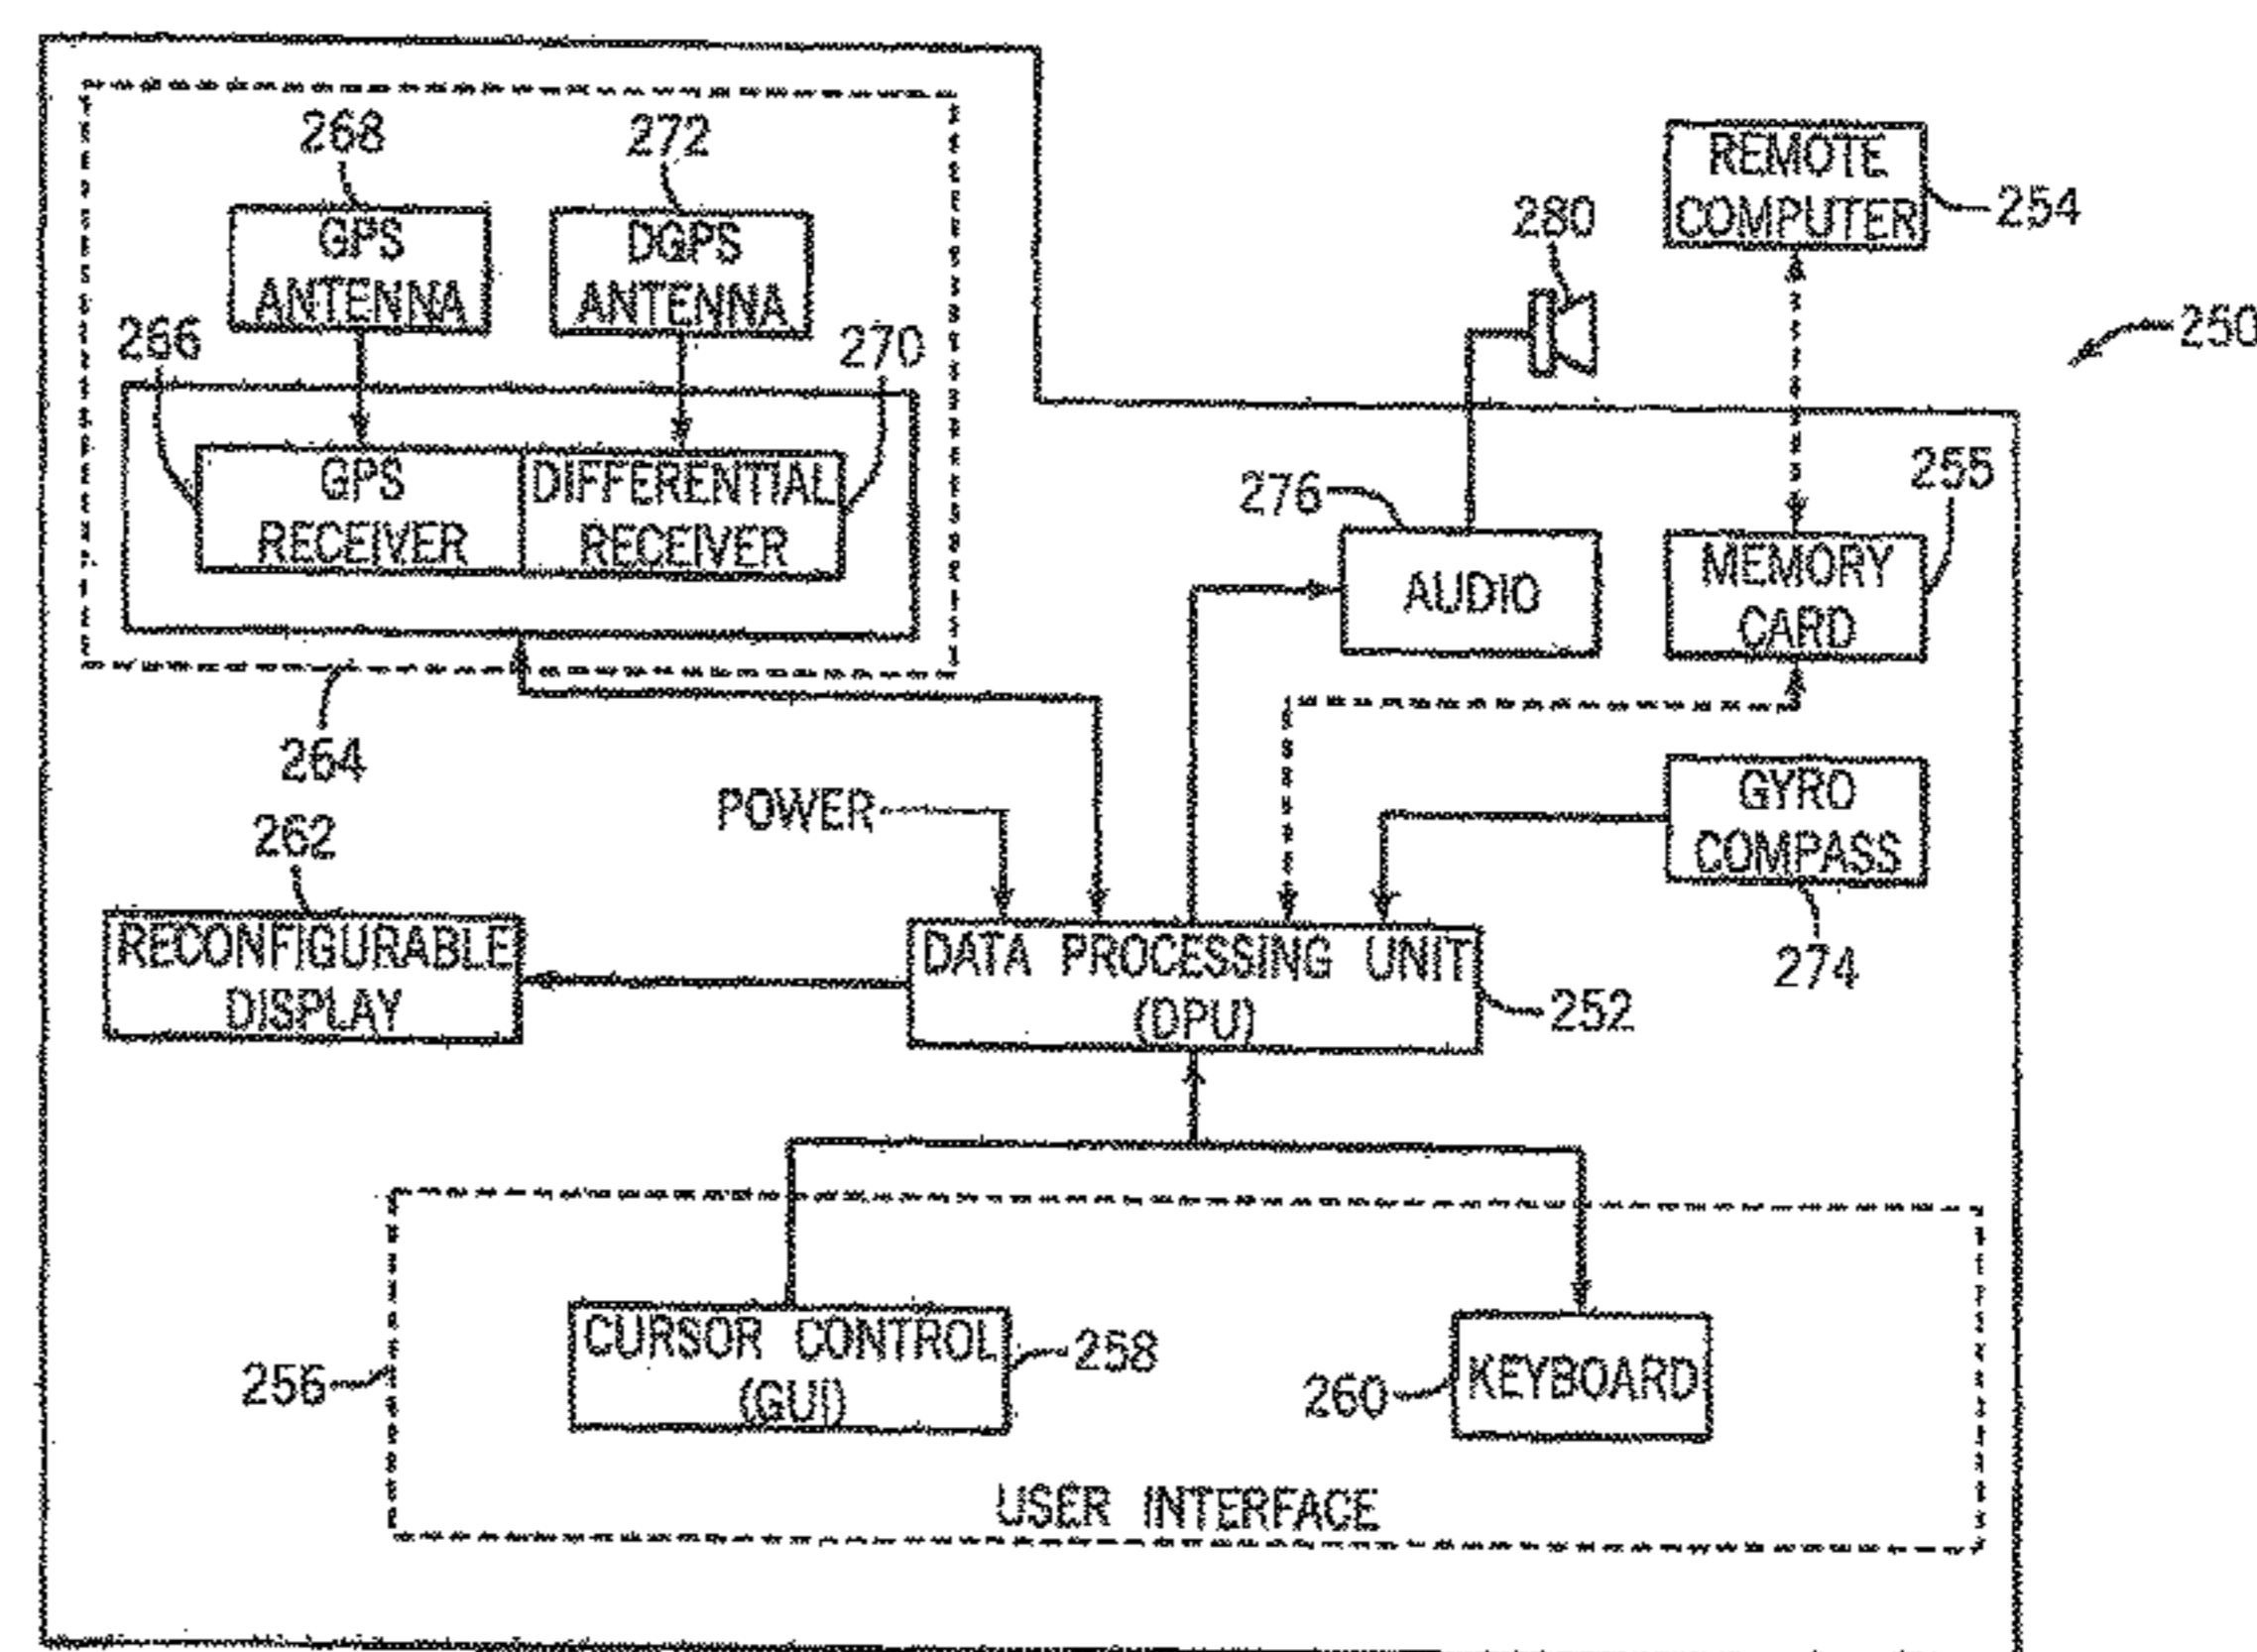 268
272
GPS
ANTENNA
DGPS
ANTENNA
266
270
GPS
RECEIVER
DIFFERENTIAL
RECEIVER
264
REMOTE
COMPUTER
254
280
250
276
255
AUDIO
MEMORY
CARD
POWER
GYRO
COMPASS
274
262
RECONFIGURABLE
DISPLAY
DATA PROCESSING UNIT
(DPU)
252
CURSOR CONTROL
(GUI)
258
256
260
KEYBOARD
USER INTERFACE